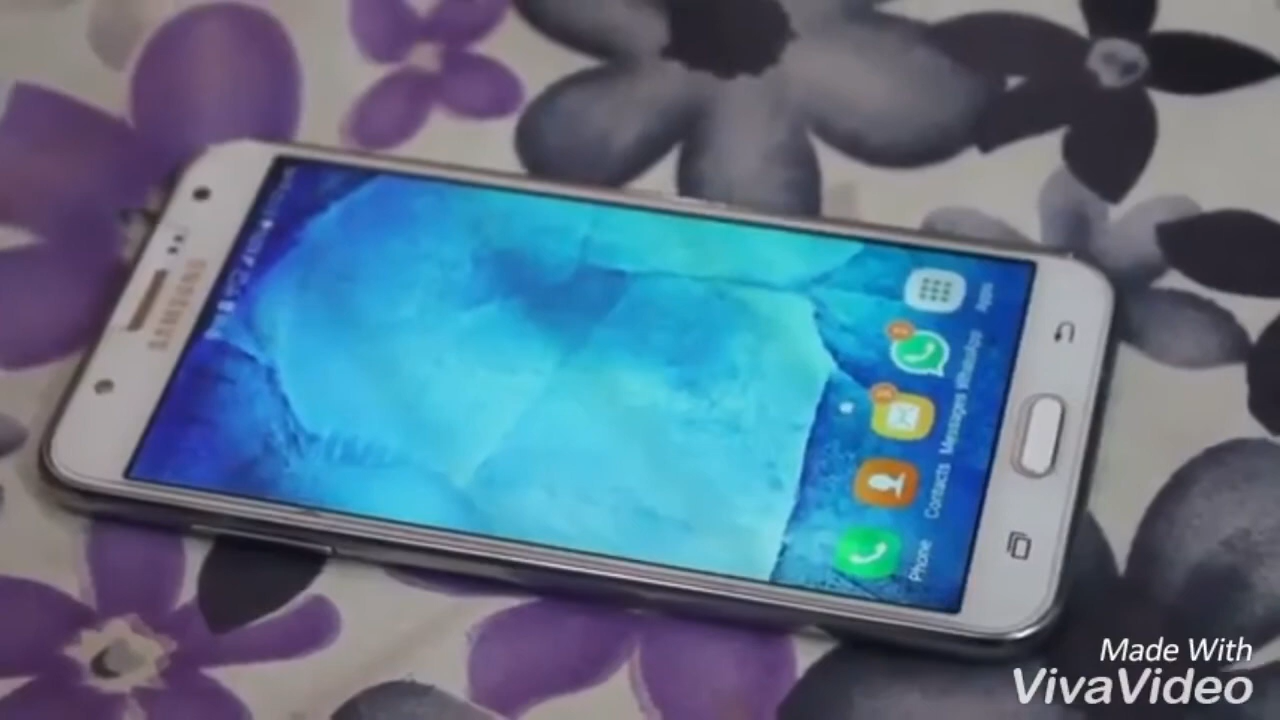 SAMSUNG
Apps
WhatsApp
Messages
Contacts
Phone
Made With
VivaVideo